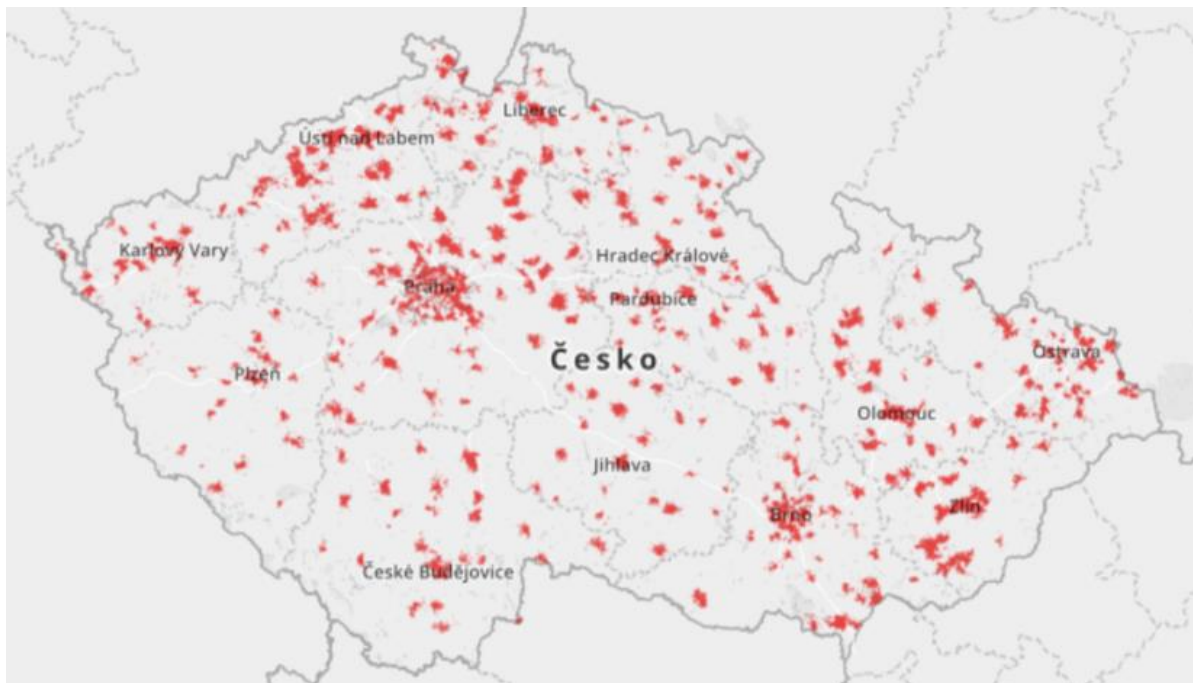 Liberec
Ústí nad Labem
Karlovy Vary
Hradec Králové
Praha
Pardubice
Česko
Ostrava
Plzeň
Olomouc
Jihlava
Zlín
Brno
České Budějovice